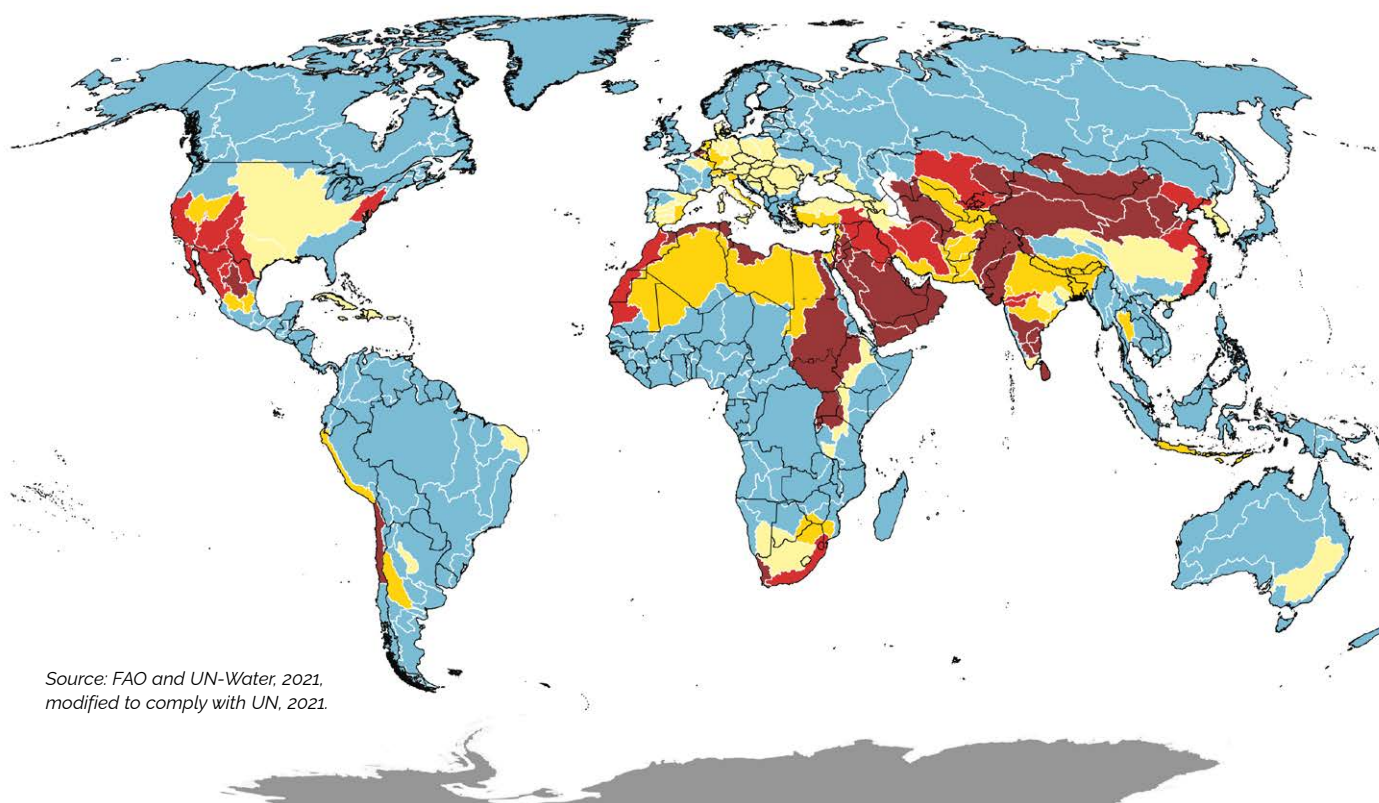 Source: FAO and UN-Water, 2021,
modified to comply with UN, 2021.